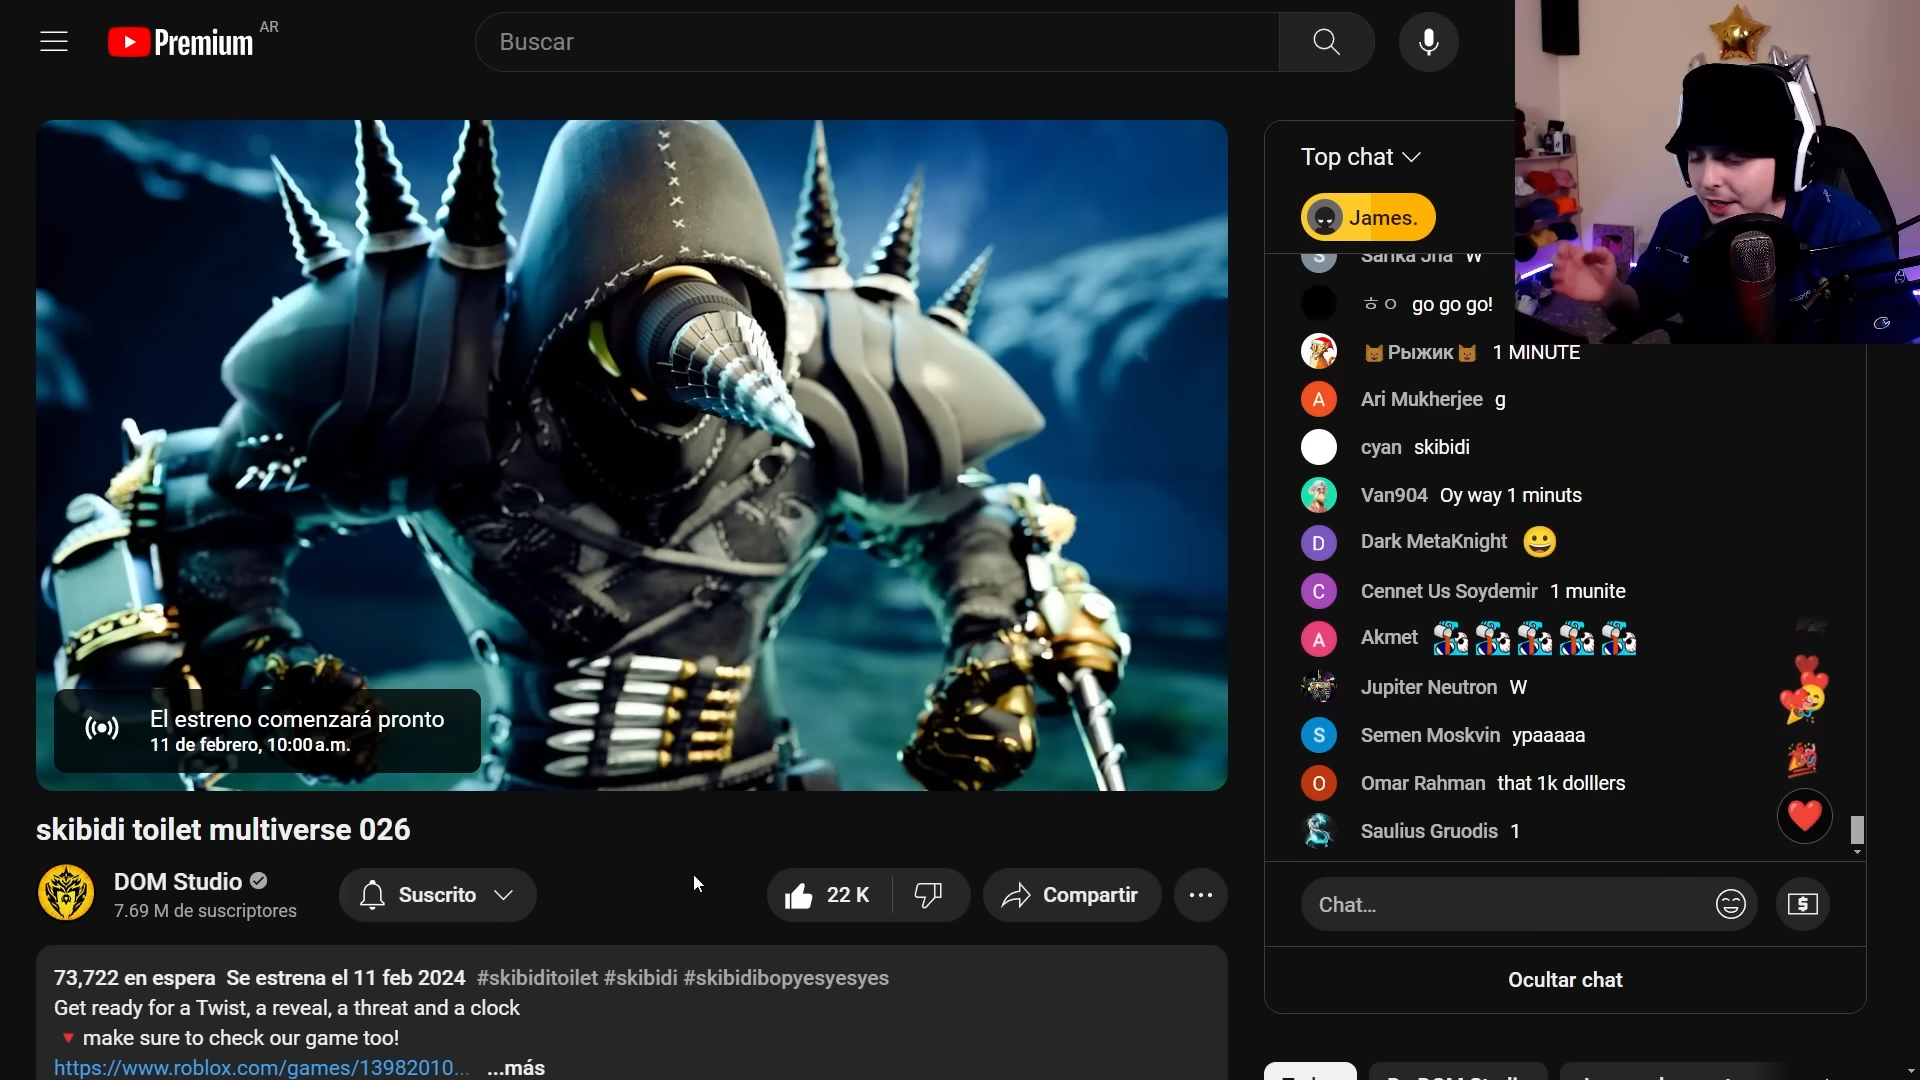 Premium AR
Buscar
Top chat
James.
W
ㅎㅇ go go go!
Рыжик 1 MINUTE
A Ari Mukherjee g
cyan skibidi
Van904 Oy way 1 minuts
D Dark MetaKnight
C Cennet Us Soydemir 1 munite
A Akmet
Jupiter Neutron W
S Semen Moskvin ypaaaaa
O Omar Rahman that 1k dolllers
Saulius Gruodis 1
Chat...
Ocultar chat
El estreno comenzará pronto
11 de febrero, 10:00 a.m.
skibidi toilet multiverse 026
DOM Studio
7.69 M de suscriptores
Suscrito
22 K
Compartir
73,722 en espera Se estrena el 11 feb 2024 #skibiditoilet #skibidi #skibidibopyesyesyes
Get ready for a Twist, a reveal, a threat and a clock
make sure to check our game too!
https://www.roblox.com/games/13982010... ...más